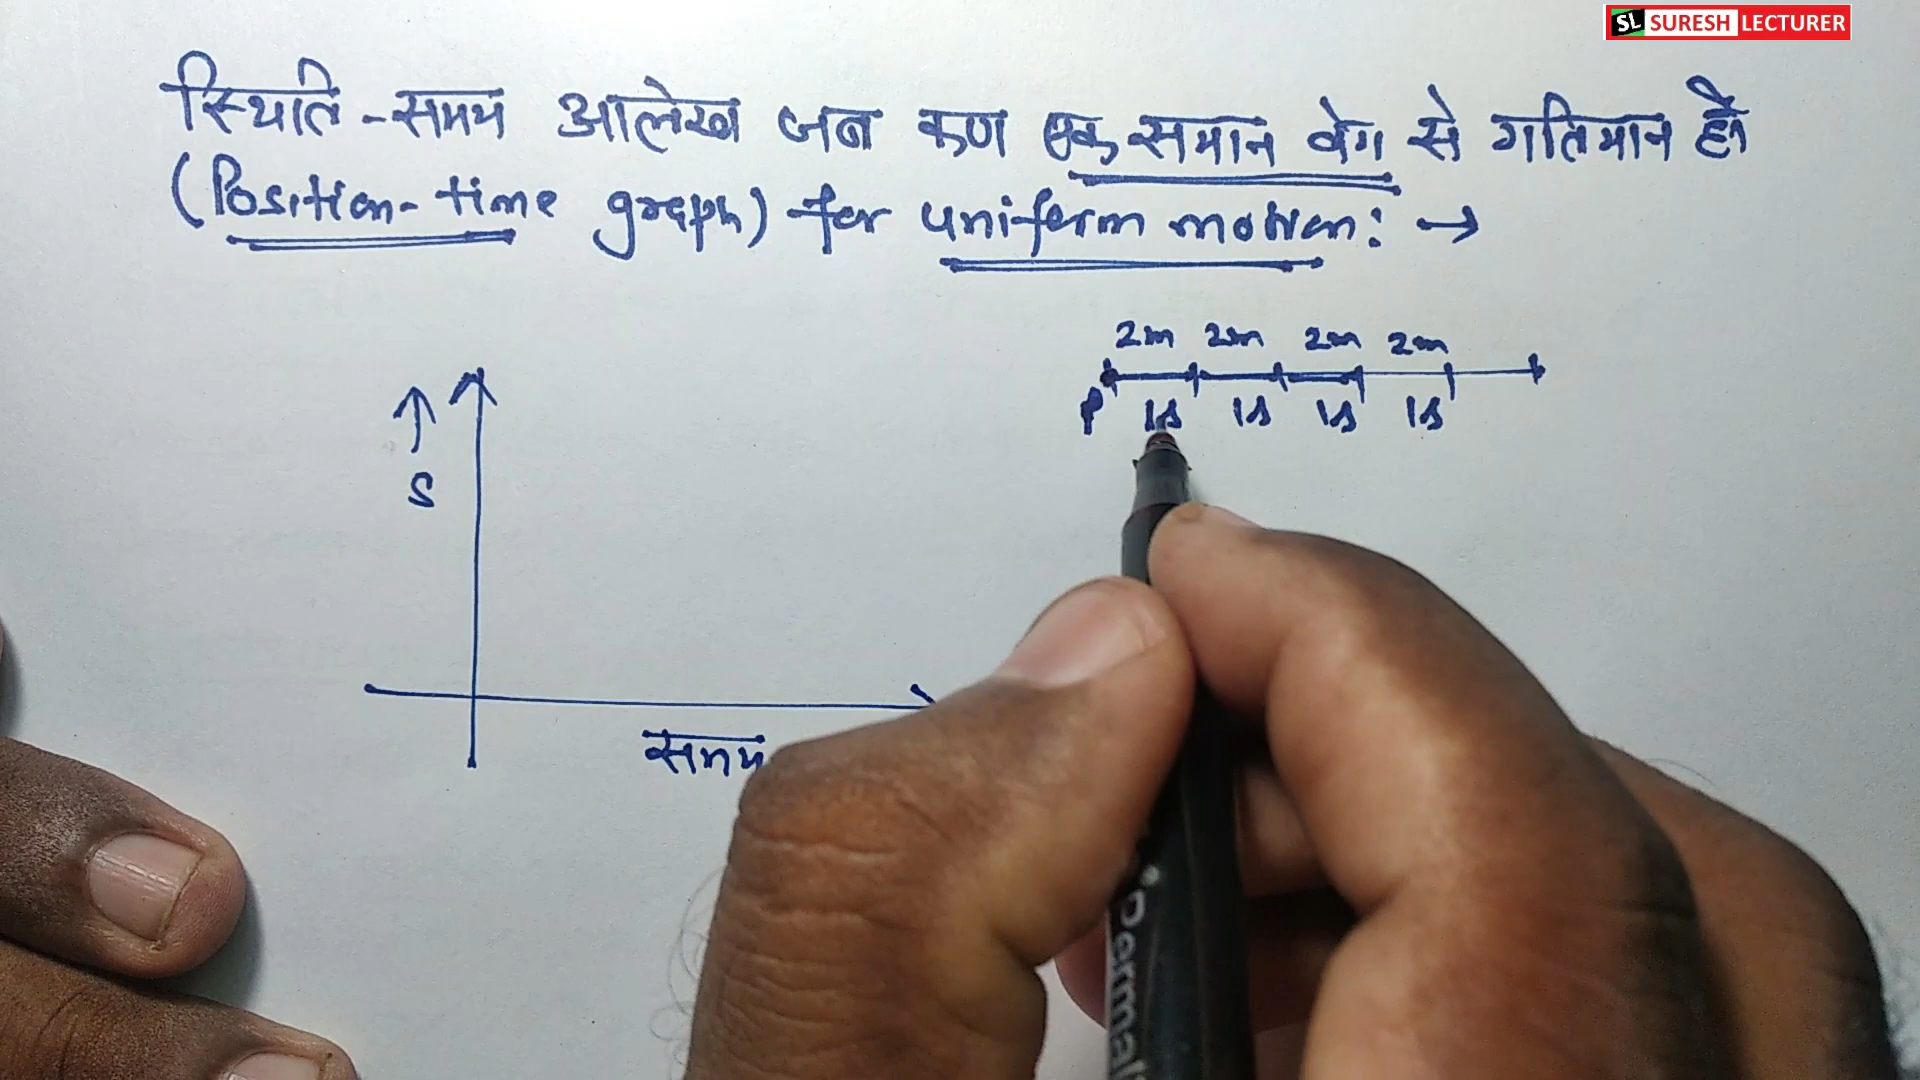 SL SURESH LECTURER
स्थिति-समय आलेख जब कण एक समान वेग से गतिमान हो
(Position-time graph) for uniform motion: →
2m 2m 2m 2m
P 1s 1s 1s 1s
S
समय
Perma